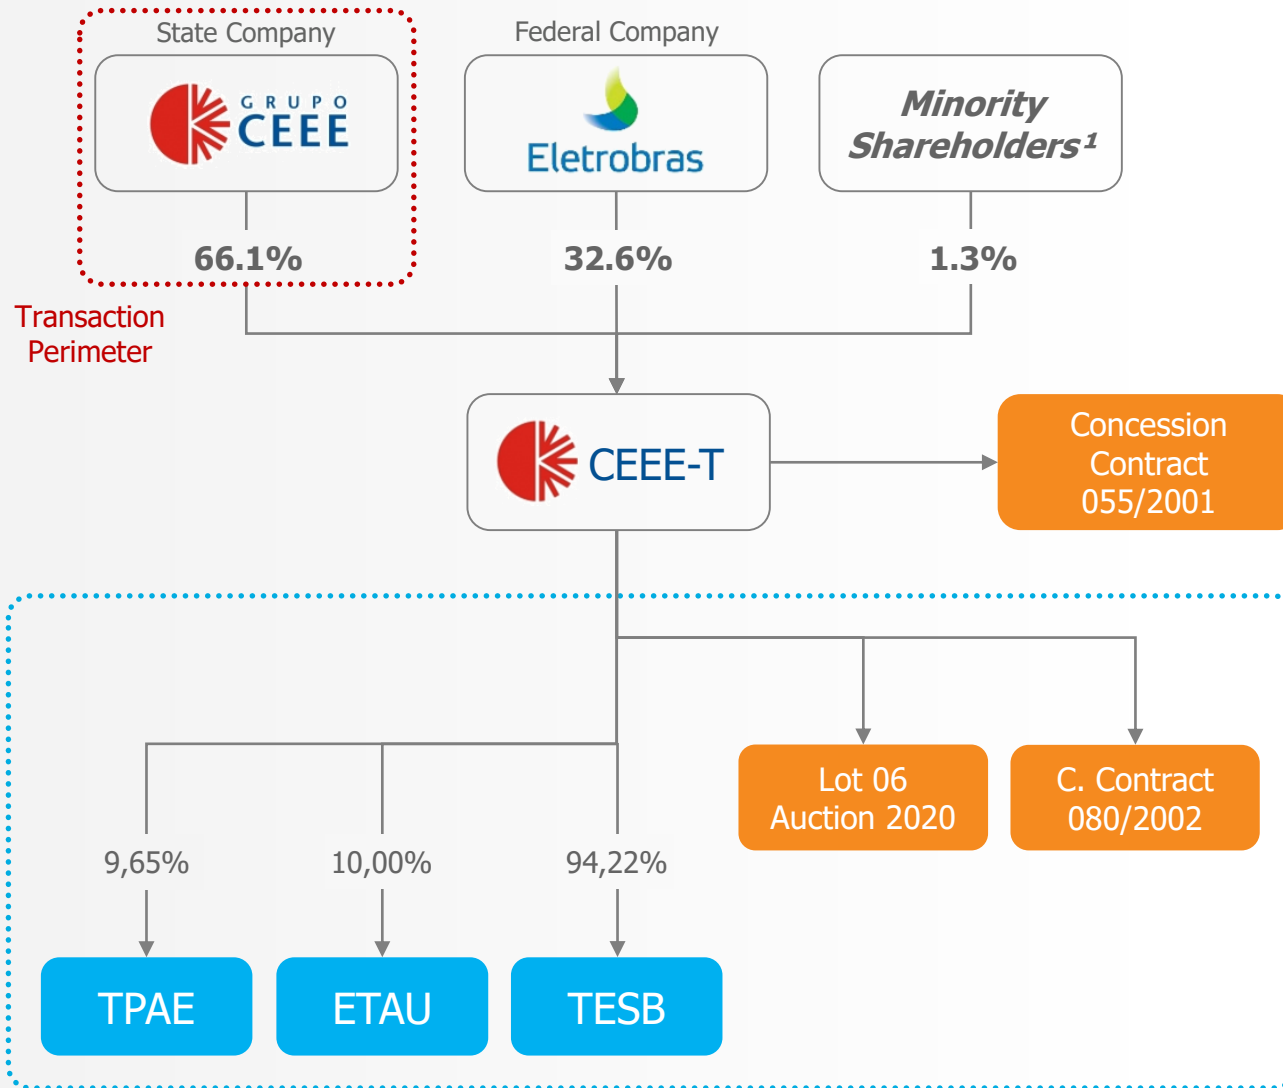 State Company
Federal Company
GRUPO
CEEE
Eletrobras
Minority
Shareholders¹
66.1%
32.6%
1.3%
Transaction
Perimeter
CEEE-T
Concession
Contract
055/2001
Lot 06
Auction 2020
C. Contract
080/2002
9,65%
10,00%
94,22%
TPAE
ETAU
TESB